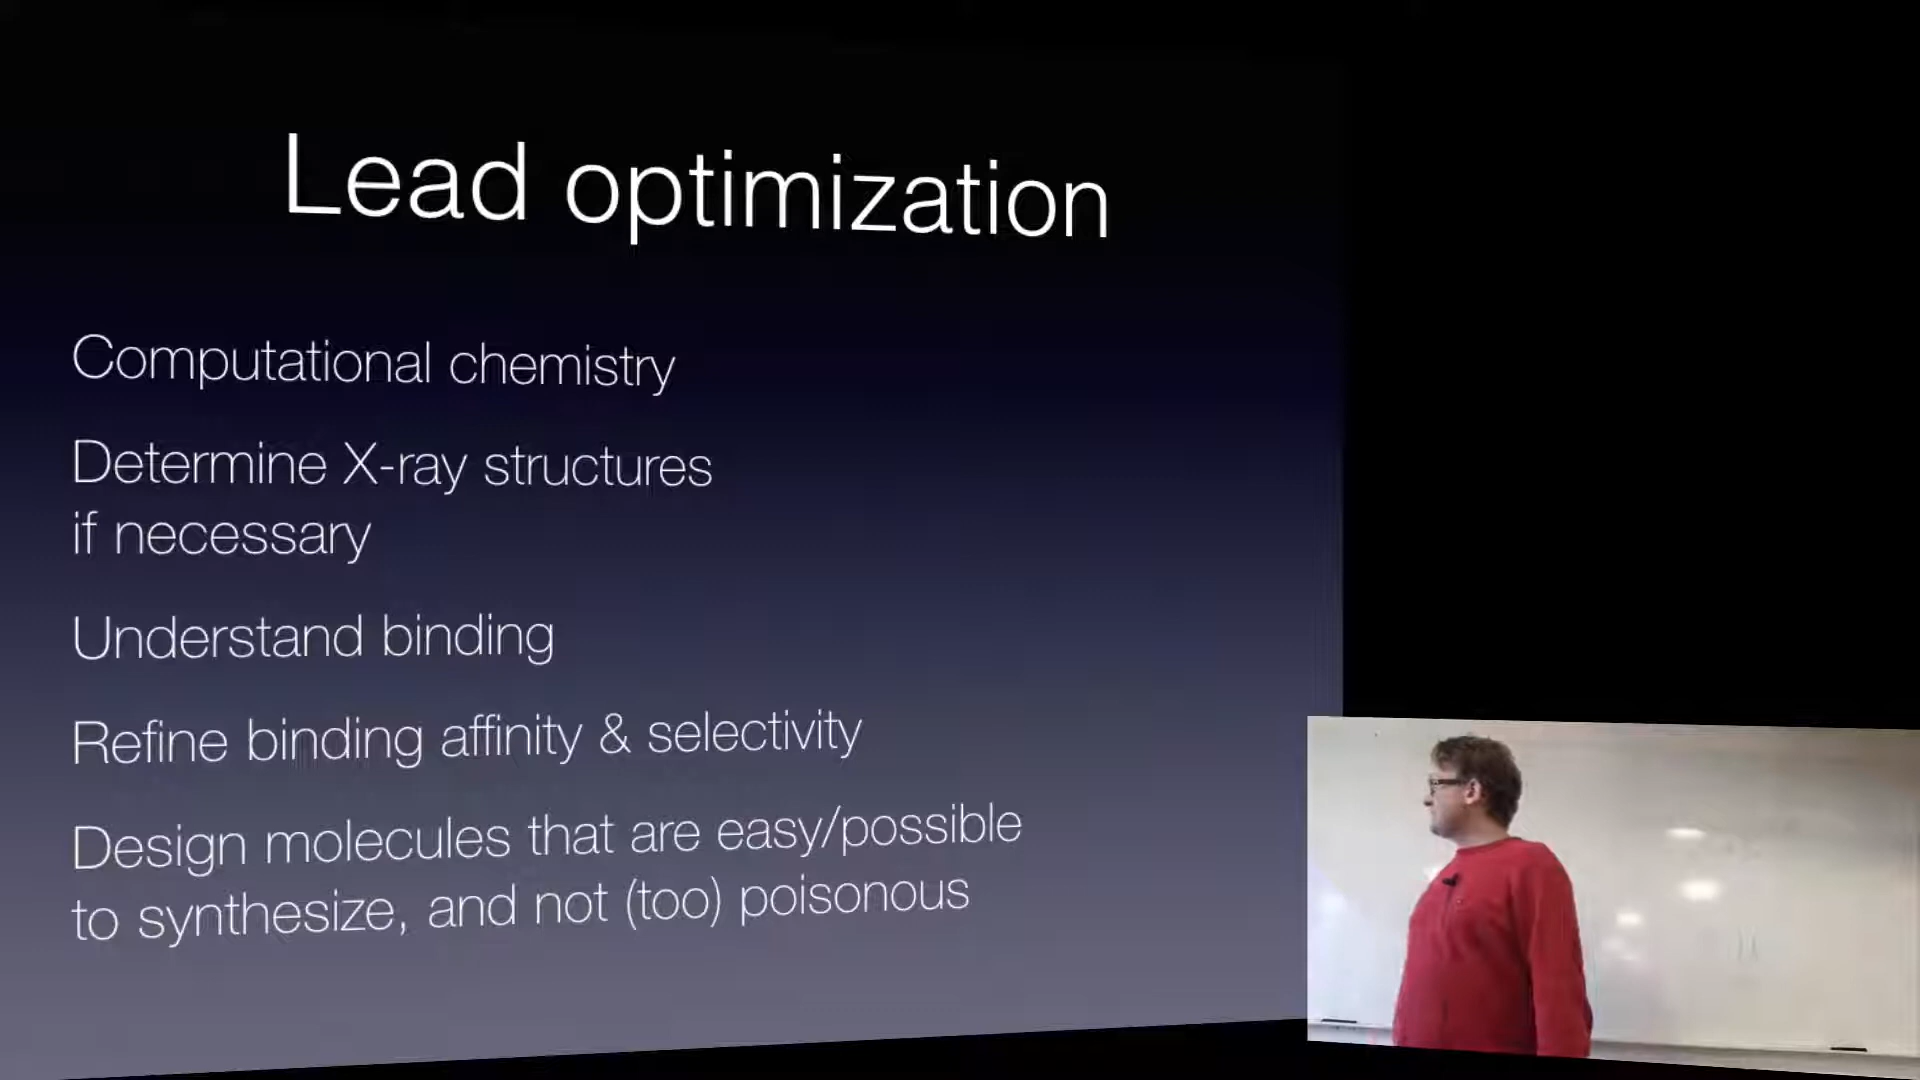 Lead optimization
Computational chemistry
Determine X-ray structures
if necessary
Understand binding
Refine binding affinity & selectivity
Design molecules that are easy/possible
to synthesize, and not (too) poisonous